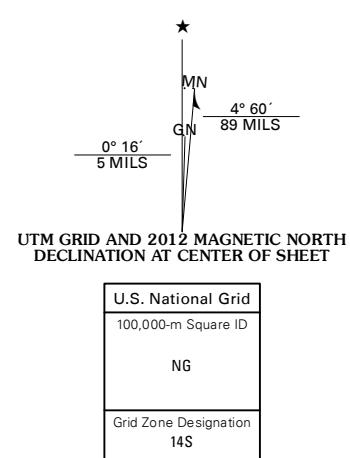 ★
MN
4° 60´
89 MILS
GN
0° 16´
5 MILS
UTM GRID AND 2012 MAGNETIC NORTH
DECLINATION AT CENTER OF SHEET
U.S. National Grid
100,000-m Square ID
NG
Grid Zone Designation
14S